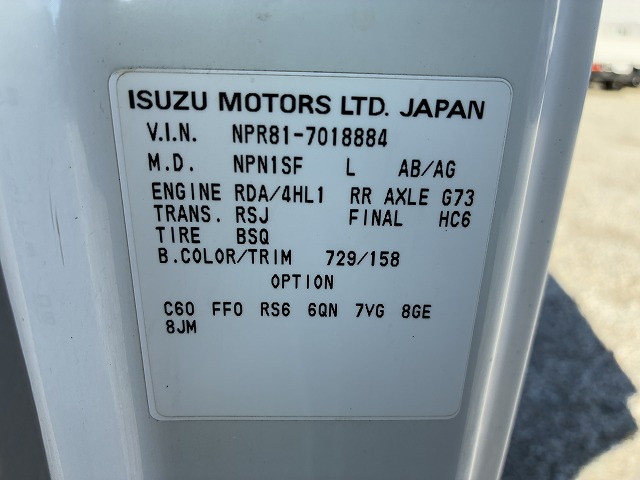 ISUZU MOTORS LTD. JAPAN
V.I.N. NPR81-7018884
M.D. NPN1SF L AB/AG
ENGINE RDA/4HL1 RR AXLE G73
TRANS. RSJ FINAL HC6
TIRE BSQ
B.COLOR/TRIM 729/158
OPTION
C60 FFO RS6 6QN 7VG 8GE
8JM